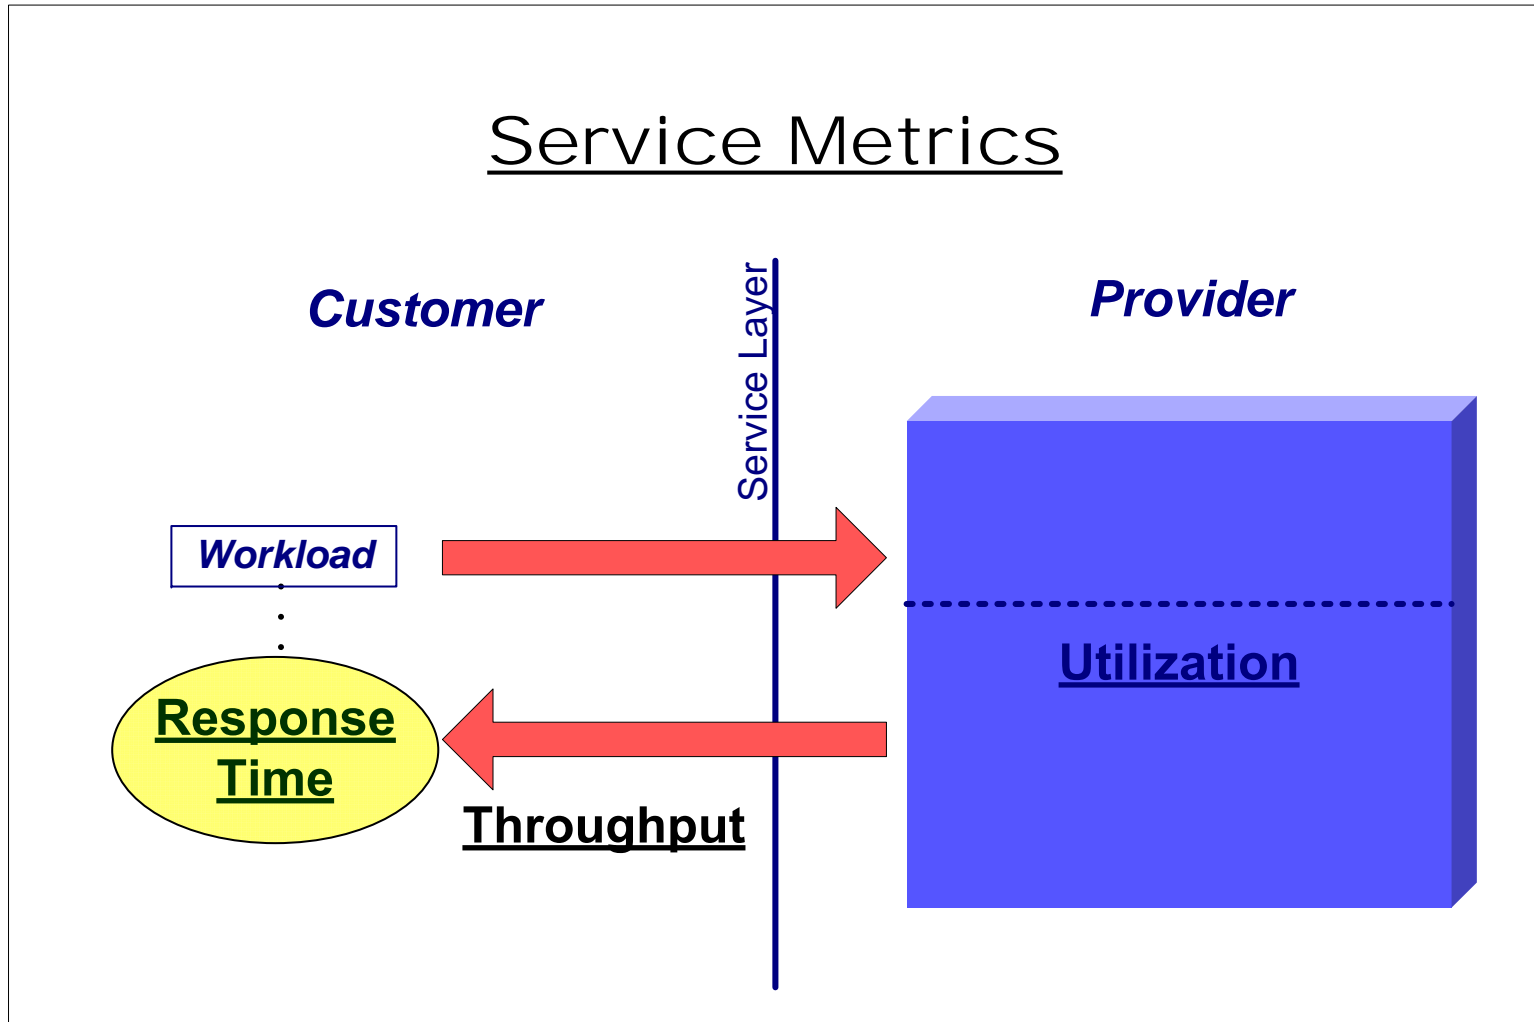 Service Metrics
Customer
Service Layer
Provider
Workload
Utilization
Response
Time
Throughput